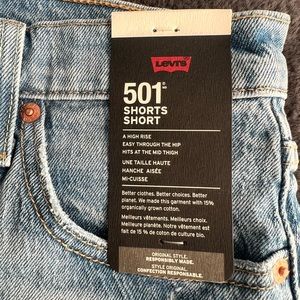 Levi's
501®
SHORTS
SHORT
A HIGH RISE
EASY THROUGH THE HIP
HITS AT THE MID THIGH
UNE TAILLE HAUTE
HANCHE AISÉE
MI-CUISSE
Better clothes. Better choices. Better
planet. We made this garment with 15%
organically grown cotton.
Meilleurs vêtements. Meilleurs choix.
Meilleure planète. Notre vêtement est
fait de 15 % de coton de culture bio.
ORIGINAL STYLE.
RESPONSIBLY MADE.
STYLE ORIGINAL.
CONFECTION RESPONSABLE.